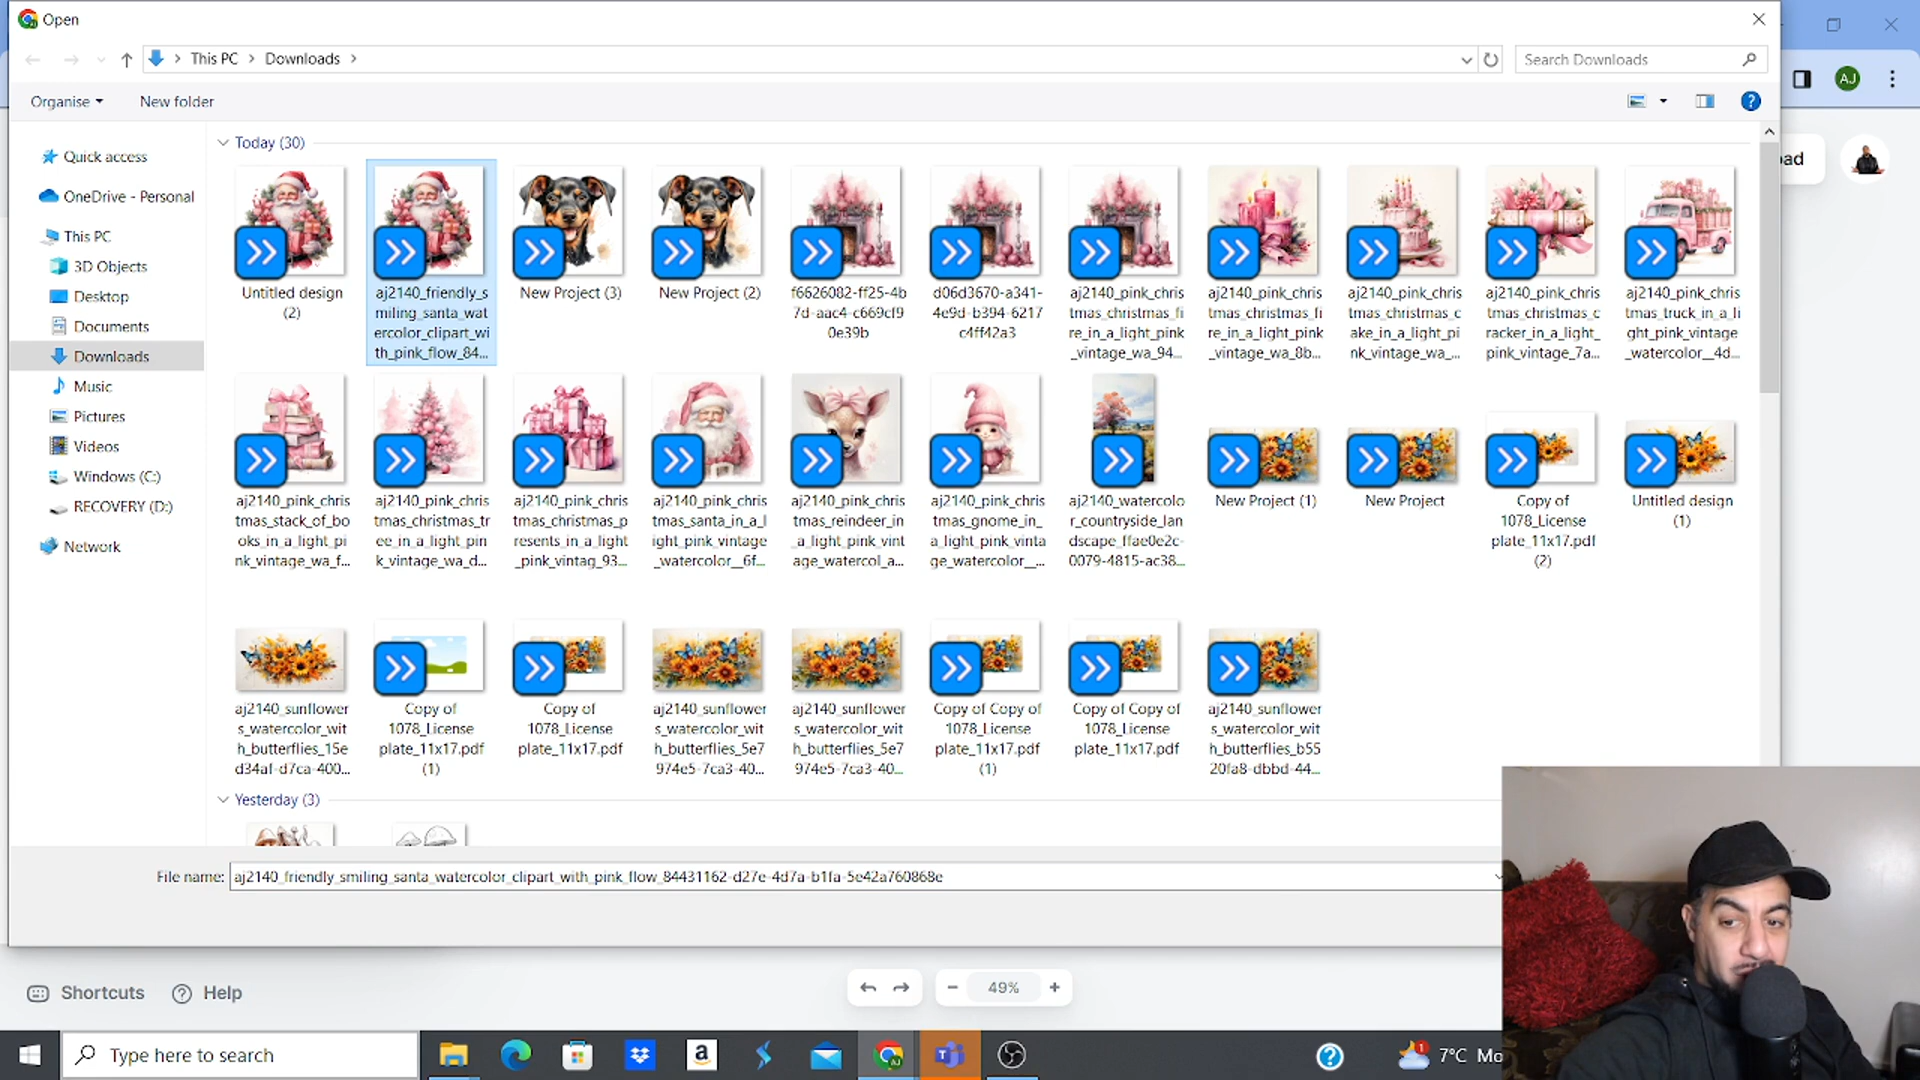 Open
This PC
Downloads
Search Downloads
Organise
New folder
AJ
Quick access
OneDrive - Personal
This PC
3D Objects
Desktop
Documents
Downloads
Music
Pictures
Videos
Windows (C:)
RECOVERY (D:)
Network
Today (30)
Untitled design
(2)
aj2140_friendly_s
miling_santa_wat
ercolor_clipart_wi
th_pink_flow_84...
New Project (3)
New Project (2)
f6626082-ff25-4b
7d-aac4-c669cf9
0e39b
d06d3670-a341-
4e9d-b394-6217
c4ff42a3
aj2140_pink_chris
tmas_christmas_fi
re_in_a_light_pink
_vintage_wa_94...
aj2140_pink_chris
tmas_christmas_fi
re_in_a_light_pink
_vintage_wa_8b...
aj2140_pink_chris
tmas_christmas_c
ake_in_a_light_pi
nk_vintage_wa_...
aj2140_pink_chris
tmas_christmas_c
racker_in_a_light_
pink_vintage_7a...
aj2140_pink_chris
tmas_truck_in_a_li
ght_pink_vintage
_watercolor__4d...
aj2140_pink_chris
tmas_stack_of_bo
oks_in_a_light_pi
nk_vintage_wa_f...
aj2140_pink_chris
tmas_christmas_tr
ee_in_a_light_pin
k_vintage_wa_d...
aj2140_pink_chris
tmas_christmas_p
resents_in_a_light
_pink_vintag_93...
aj2140_pink_chris
tmas_santa_in_a_l
ight_pink_vintage
_watercolor__6f...
aj2140_pink_chris
tmas_reindeer_in
_a_light_pink_vint
age_watercol_a...
aj2140_pink_chris
tmas_gnome_in_
a_light_pink_vinta
ge_watercolor__...
aj2140_watercolo
r_countryside_lan
dscape_ffae0e2c-
0079-4815-ac38...
New Project (1)
New Project
Copy of
1078_License
plate_11x17.pdf
(2)
Untitled design
(1)
aj2140_sunflower
s_watercolor_wit
h_butterflies_15e
d34af-d7ca-400...
Copy of
1078_License
plate_11x17.pdf
(1)
Copy of
1078_License
plate_11x17.pdf
aj2140_sunflower
s_watercolor_wit
h_butterflies_5e7
974e5-7ca3-40...
aj2140_sunflower
s_watercolor_wit
h_butterflies_5e7
974e5-7ca3-40...
Copy of Copy of
1078_License
plate_11x17.pdf
(1)
Copy of Copy of
1078_License
plate_11x17.pdf
aj2140_sunflower
s_watercolor_wit
h_butterflies_b55
20fa8-dbbd-44...
Yesterday (3)
File name: aj2140_friendly_smiling_santa_watercolor_clipart_with_pink_flow_84431162-d27e-4d7a-b1fa-5e42a760868e
Shortcuts
Help
49%
Type here to search
7°C